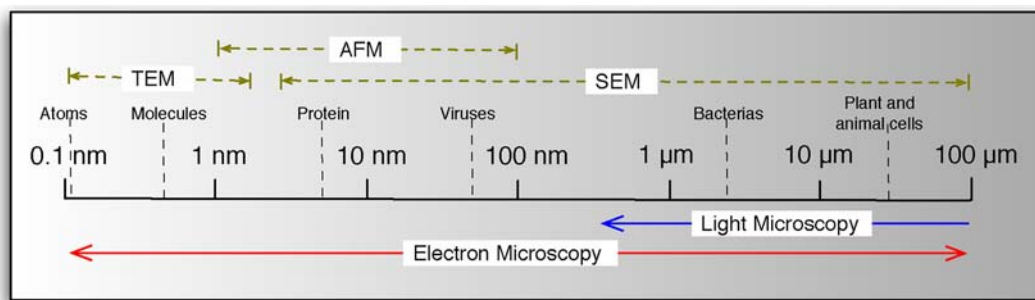 AFM
TEM
SEM
Atoms
Molecules
Protein
Viruses
Bacterias
Plant and
animal cells
0.1 nm
1 nm
10 nm
100 nm
1 µm
10 µm
100 µm
Light Microscopy
Electron Microscopy